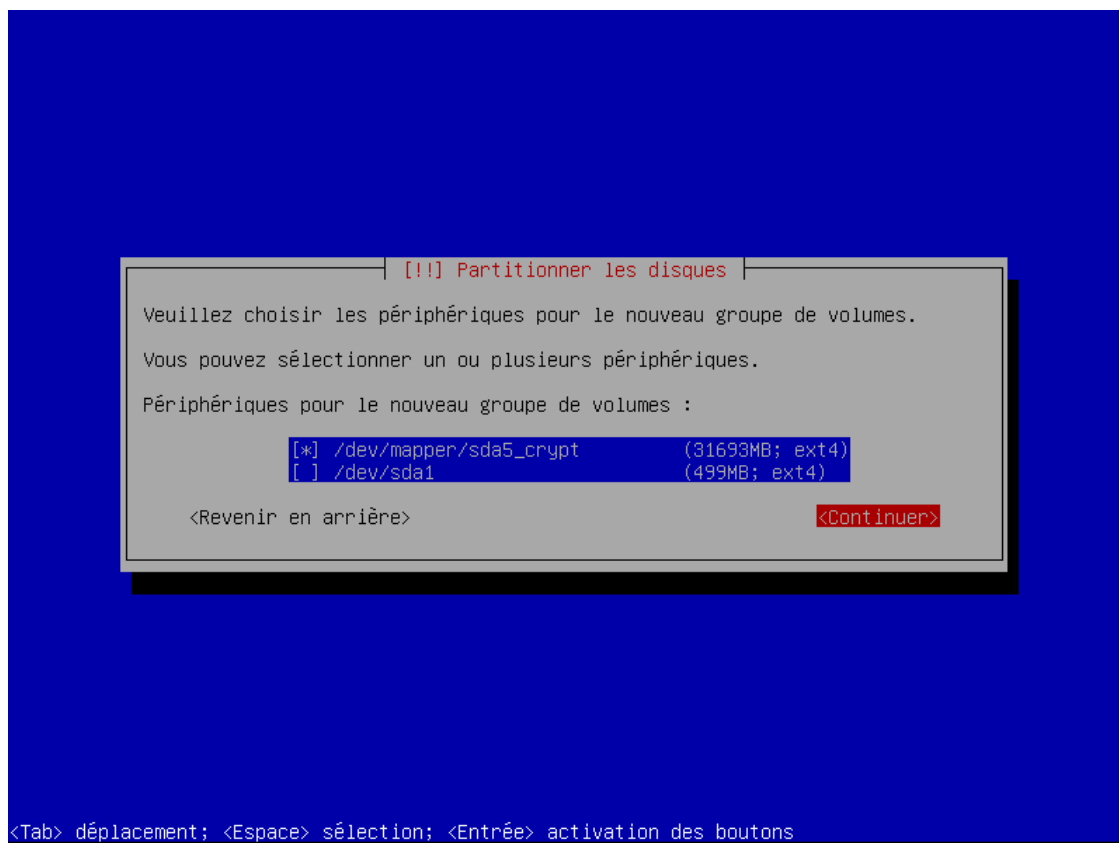 [!!] Partitionner les disques
Veuillez choisir les périphériques pour le nouveau groupe de volumes.
Vous pouvez sélectionner un ou plusieurs périphériques.
Périphériques pour le nouveau groupe de volumes :
[*] /dev/mapper/sda5_crypt (31693MB; ext4)
[ ] /dev/sda1 (499MB; ext4)
<Revenir en arrière> <Continuer>
<Tab> déplacement; <Espace> sélection; <Entrée> activation des boutons